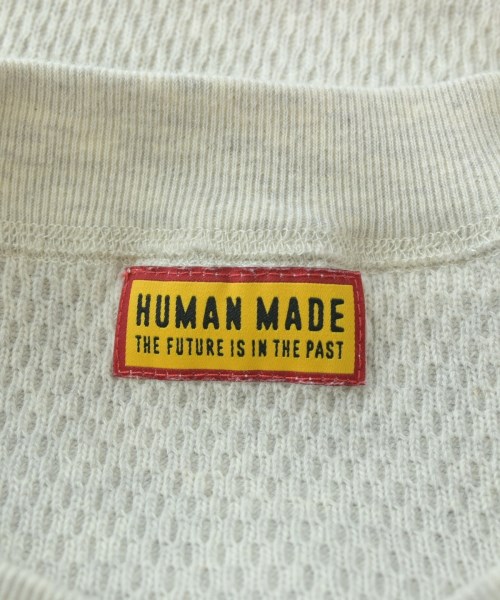 HUMAN MADE
THE FUTURE IS IN THE PAST